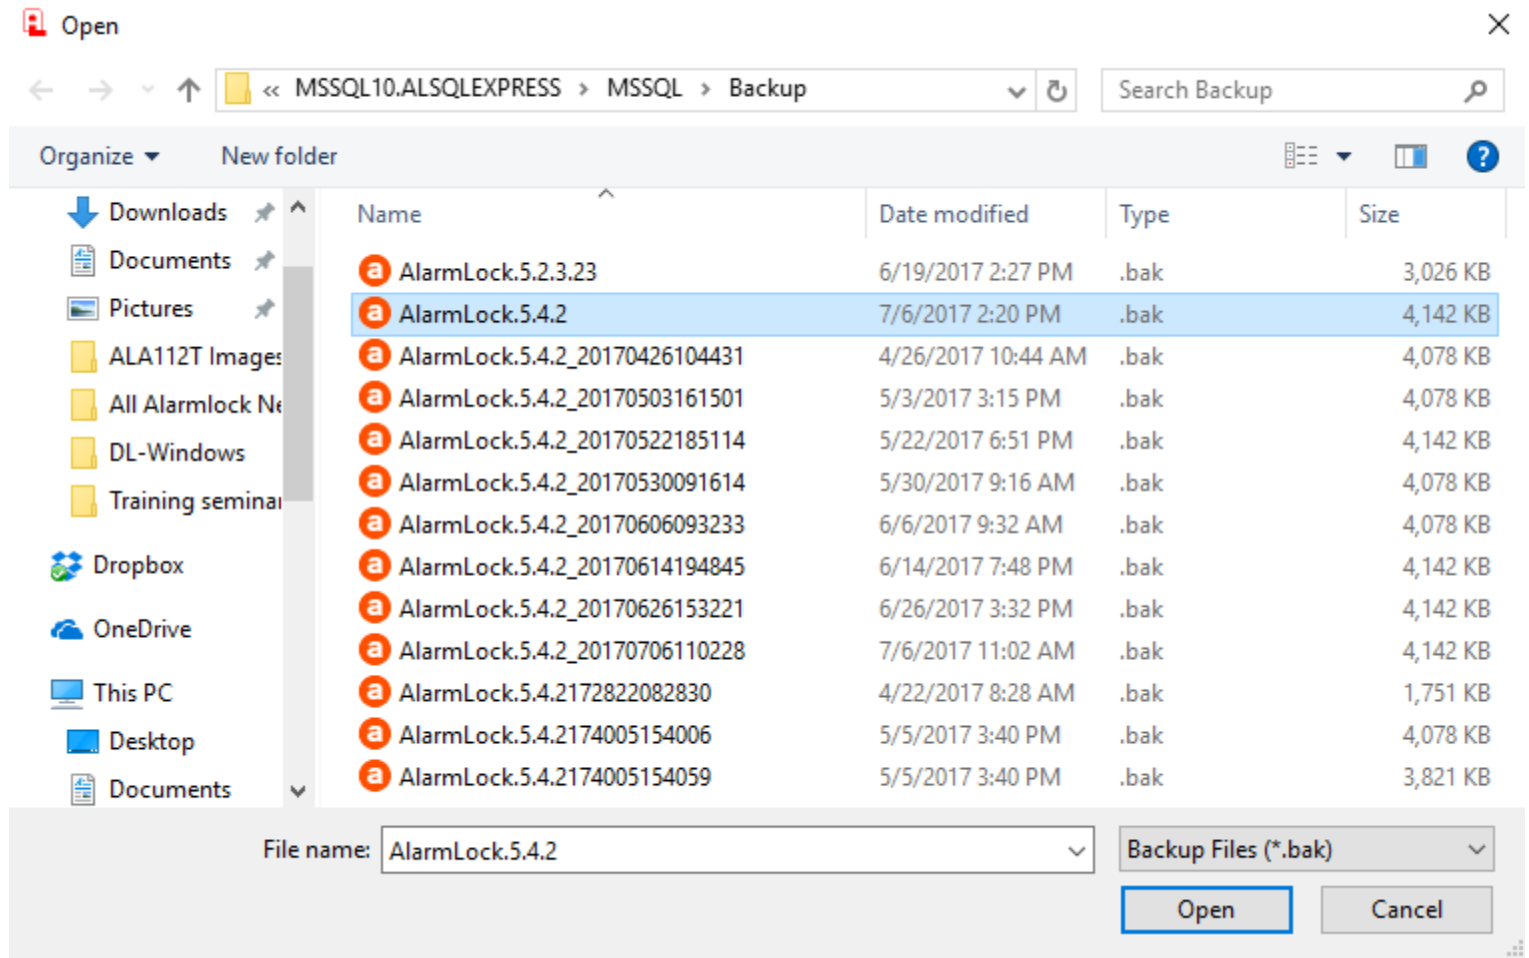 Open
« MSSQL10.ALSQLEXPRESS > MSSQL > Backup
Search Backup
Organize
New folder
Name Date modified Type Size
Downloads
Documents
Pictures
ALA112T Images
All Alarmlock Ne
DL-Windows
Training seminar
Dropbox
OneDrive
This PC
Desktop
Documents
AlarmLock.5.2.3.23 6/19/2017 2:27 PM .bak 3,026 KB
AlarmLock.5.4.2 7/6/2017 2:20 PM .bak 4,142 KB
AlarmLock.5.4.2_20170426104431 4/26/2017 10:44 AM .bak 4,078 KB
AlarmLock.5.4.2_20170503161501 5/3/2017 3:15 PM .bak 4,078 KB
AlarmLock.5.4.2_20170522185114 5/22/2017 6:51 PM .bak 4,142 KB
AlarmLock.5.4.2_20170530091614 5/30/2017 9:16 AM .bak 4,078 KB
AlarmLock.5.4.2_20170606093233 6/6/2017 9:32 AM .bak 4,078 KB
AlarmLock.5.4.2_20170614194845 6/14/2017 7:48 PM .bak 4,142 KB
AlarmLock.5.4.2_20170626153221 6/26/2017 3:32 PM .bak 4,142 KB
AlarmLock.5.4.2_20170706110228 7/6/2017 11:02 AM .bak 4,142 KB
AlarmLock.5.4.2172822082830 4/22/2017 8:28 AM .bak 1,751 KB
AlarmLock.5.4.2174005154006 5/5/2017 3:40 PM .bak 4,078 KB
AlarmLock.5.4.2174005154059 5/5/2017 3:40 PM .bak 3,821 KB
File name: AlarmLock.5.4.2
Backup Files (*.bak)
Open
Cancel